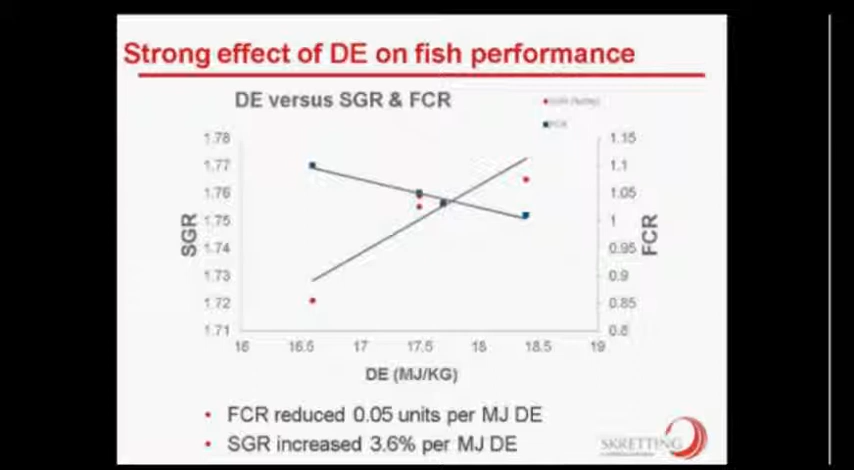 Strong effect of DE on fish performance
DE versus SGR & FCR
FCR
1.78
1.77
1.76
1.75
1.74
1.73
1.72
1.71
SGR
1.15
1.1
1.05
1
0.95
0.9
0.85
0.8
FCR
16 16.5 17 17.5 18 18.5 19
DE (MJ/KG)
• FCR reduced 0.05 units per MJ DE
• SGR increased 3.6% per MJ DE
SKRETTING